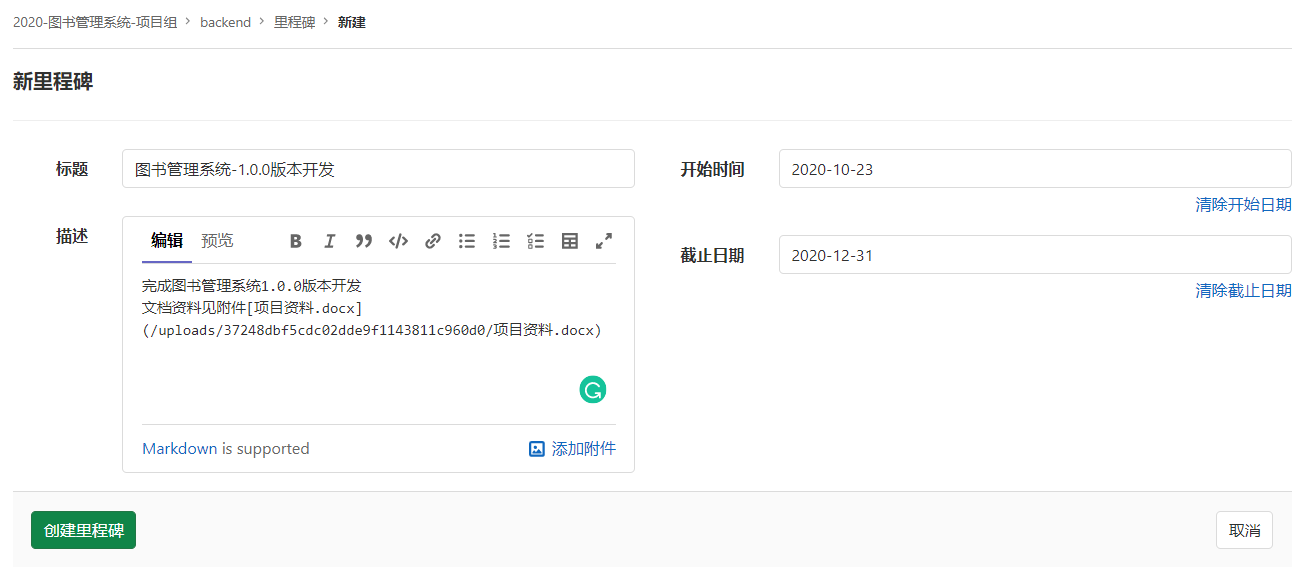 2020-图书管理系统-项目组 > backend > 里程碑 > 新建
新里程碑
标题
图书管理系统-1.0.0版本开发
开始时间
2020-10-23
清除开始日期
描述
编辑 预览
截止日期
2020-12-31
清除截止日期
完成图书管理系统1.0.0版本开发
文档资料见附件[项目资料.docx]
(/uploads/37248dbf5cdc02dde9f1143811c960d0/项目资料.docx)
Markdown is supported
添加附件
创建里程碑
取消